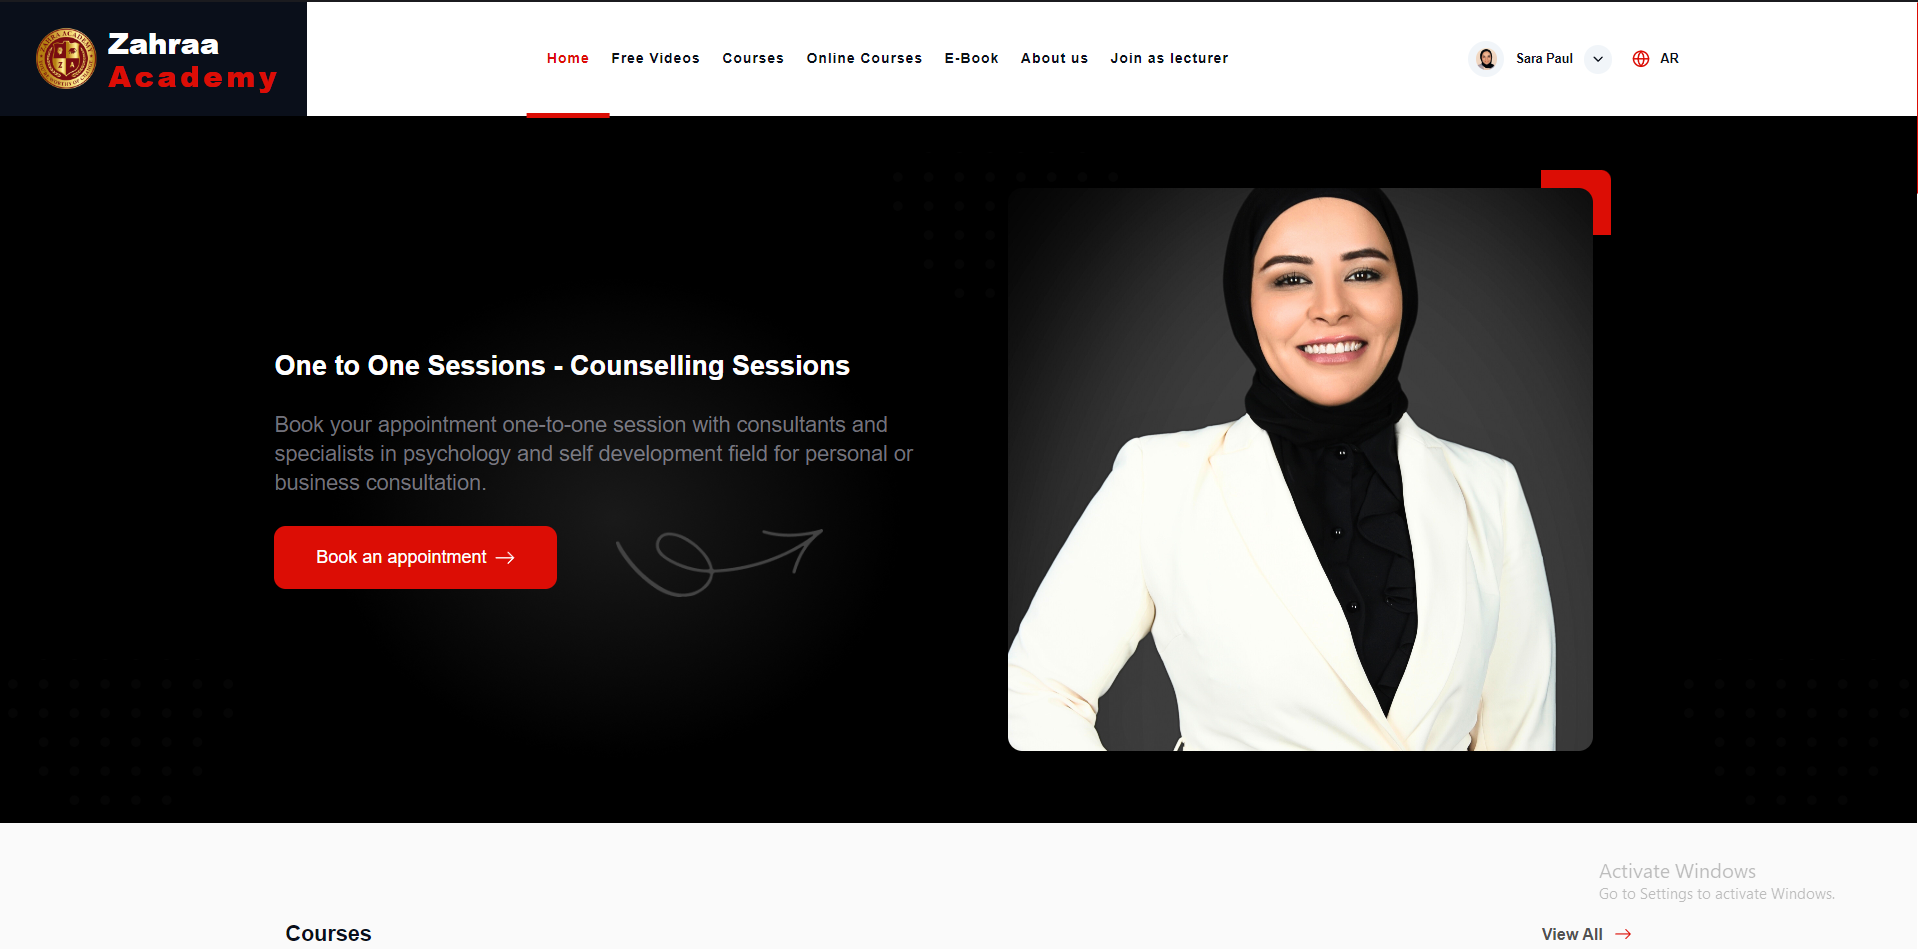 Zahraa
Academy
Home
Free Videos
Courses
Online Courses
E-Book
About us
Join as lecturer
Sara Paul
AR
One to One Sessions - Counselling Sessions
Book your appointment one-to-one session with consultants and
specialists in psychology and self development field for personal or
business consultation.
Book an appointment
Activate Windows
Go to Settings to activate Windows.
Courses
View All